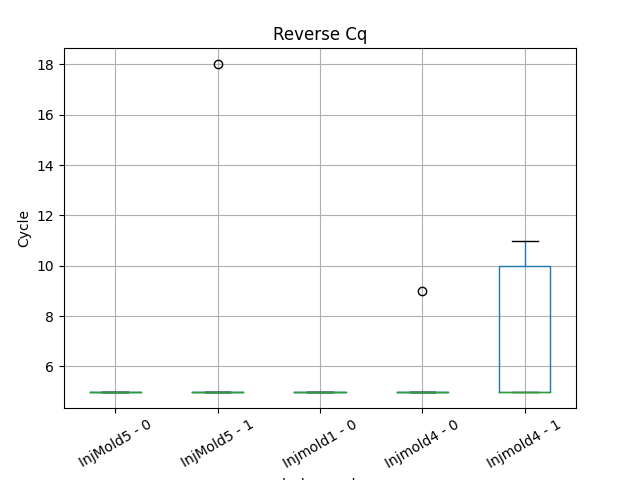 Reverse Cq
Cycle
18
16
14
12
10
8
6
InjMold5 - 0
InjMold5 - 1
Injmold1 - 0
Injmold4 - 0
Injmold4 - 1